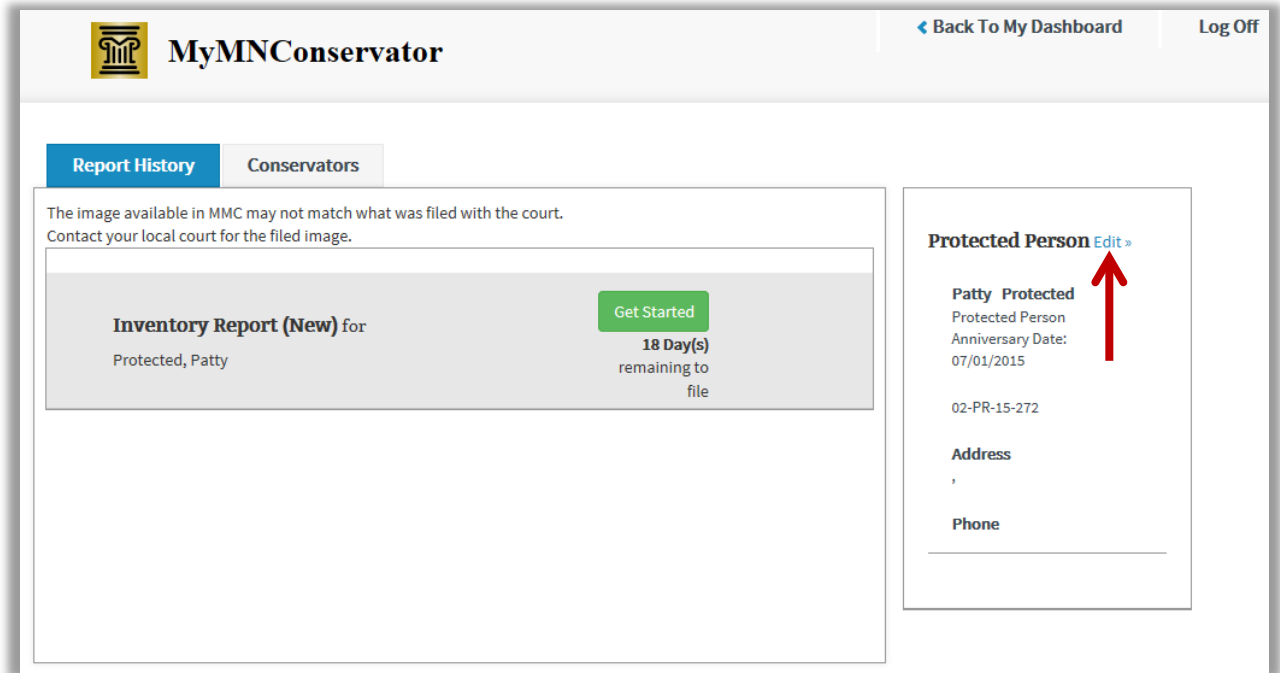 MyMNConservator
Back To My Dashboard
Log Off
Report History
Conservators
The image available in MMC may not match what was filed with the court.
Contact your local court for the filed image.
Inventory Report (New) for
Protected, Patty
Get Started
18 Day(s)
remaining to
file
Protected Person Edit »
Patty Protected
Protected Person
Anniversary Date:
07/01/2015
02-PR-15-272
Address
,
Phone